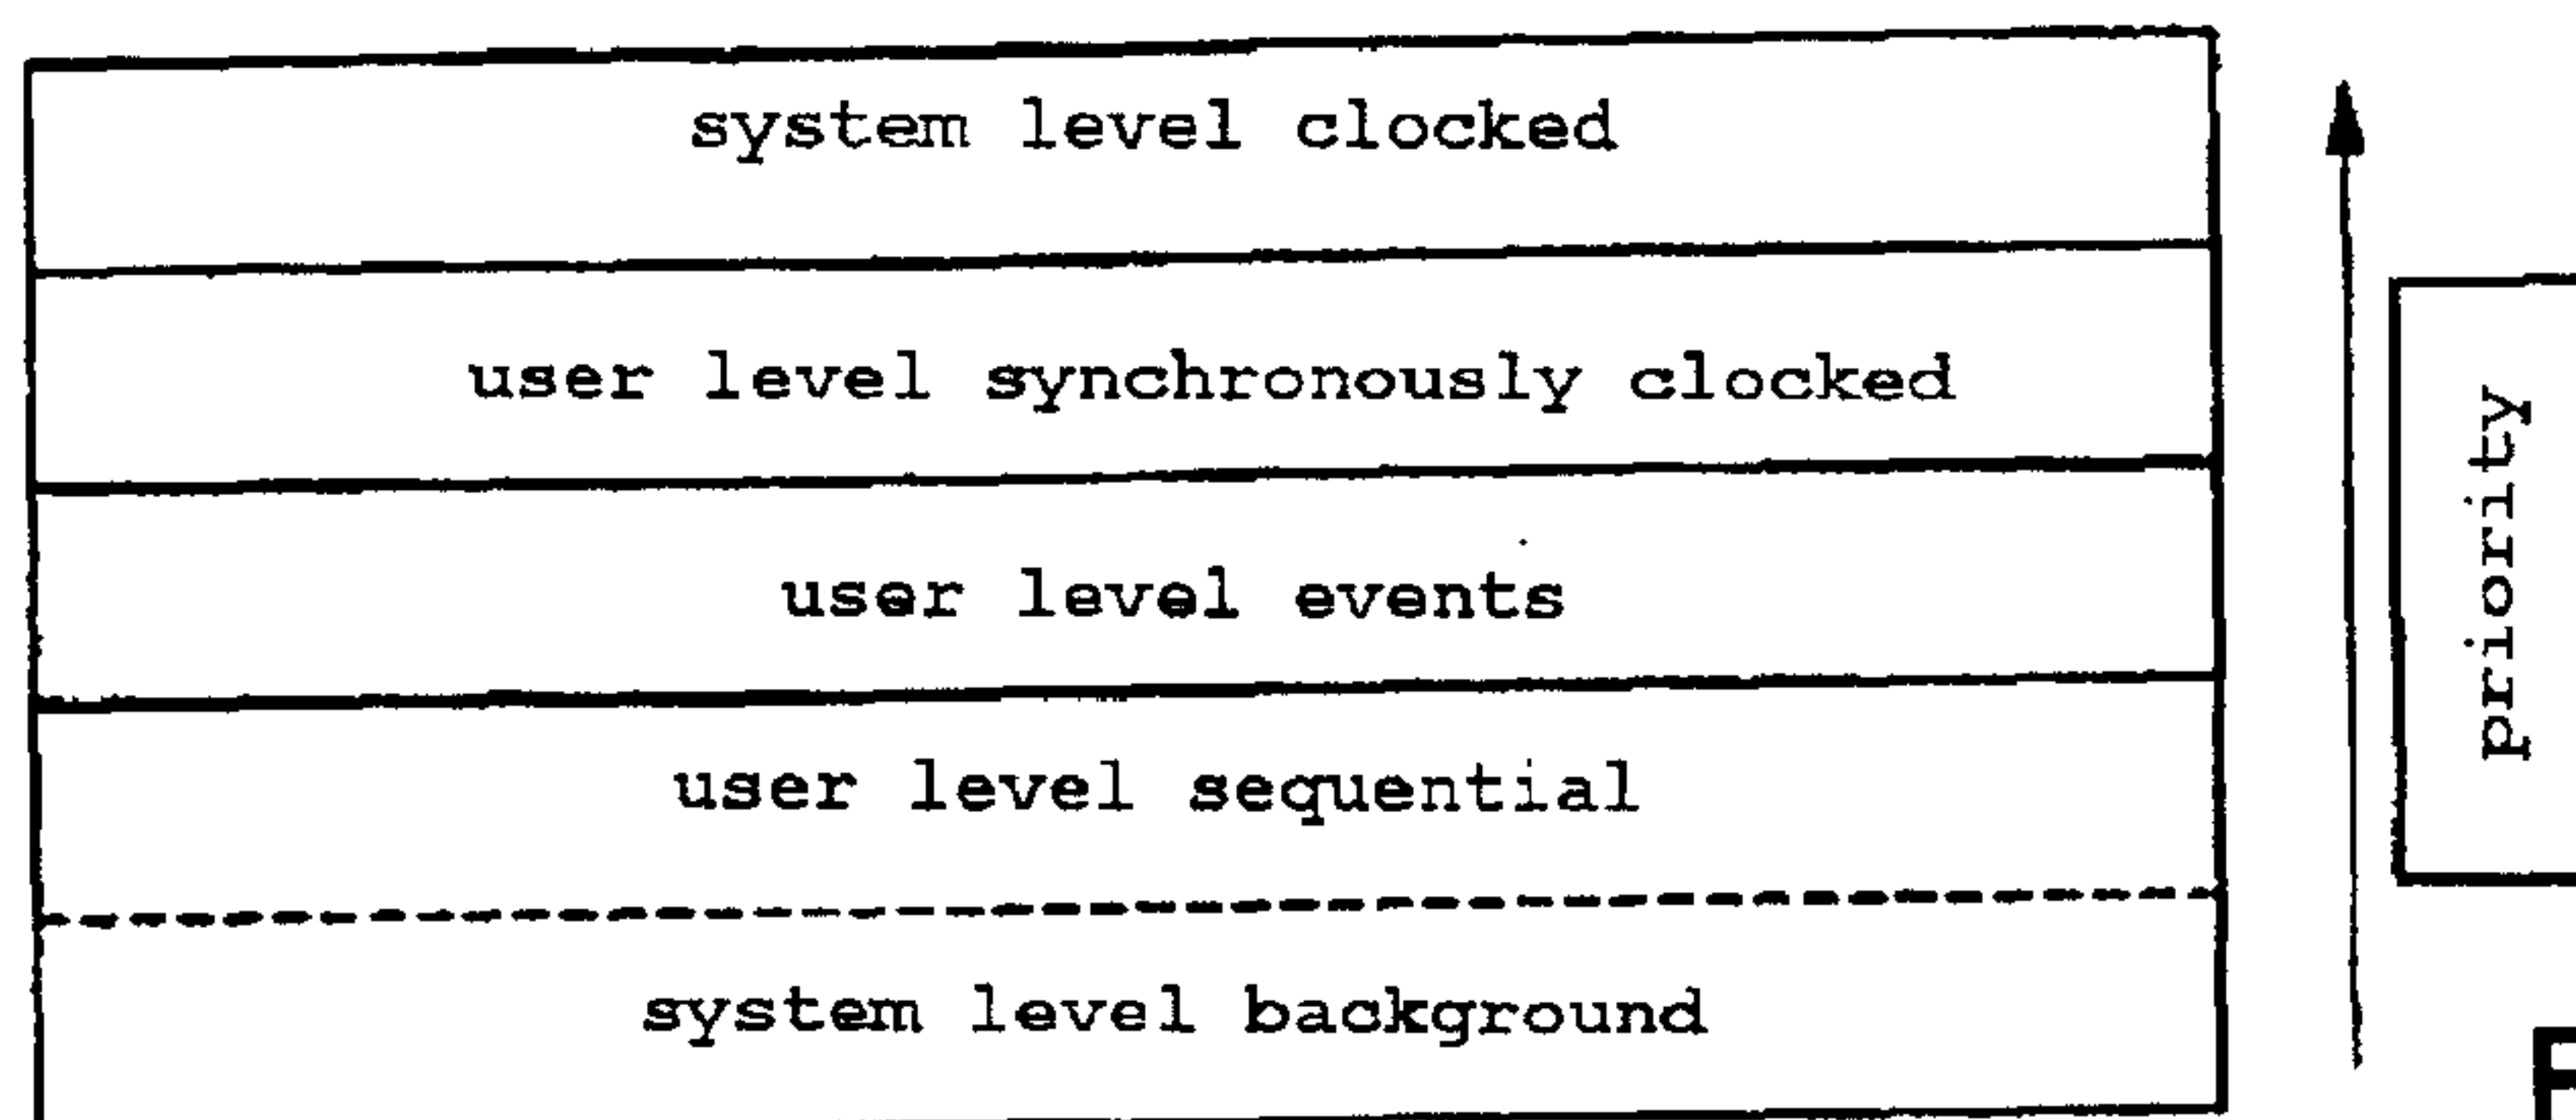 system level clocked
user level synchronously clocked
user level events
user level sequential
system level background
priority